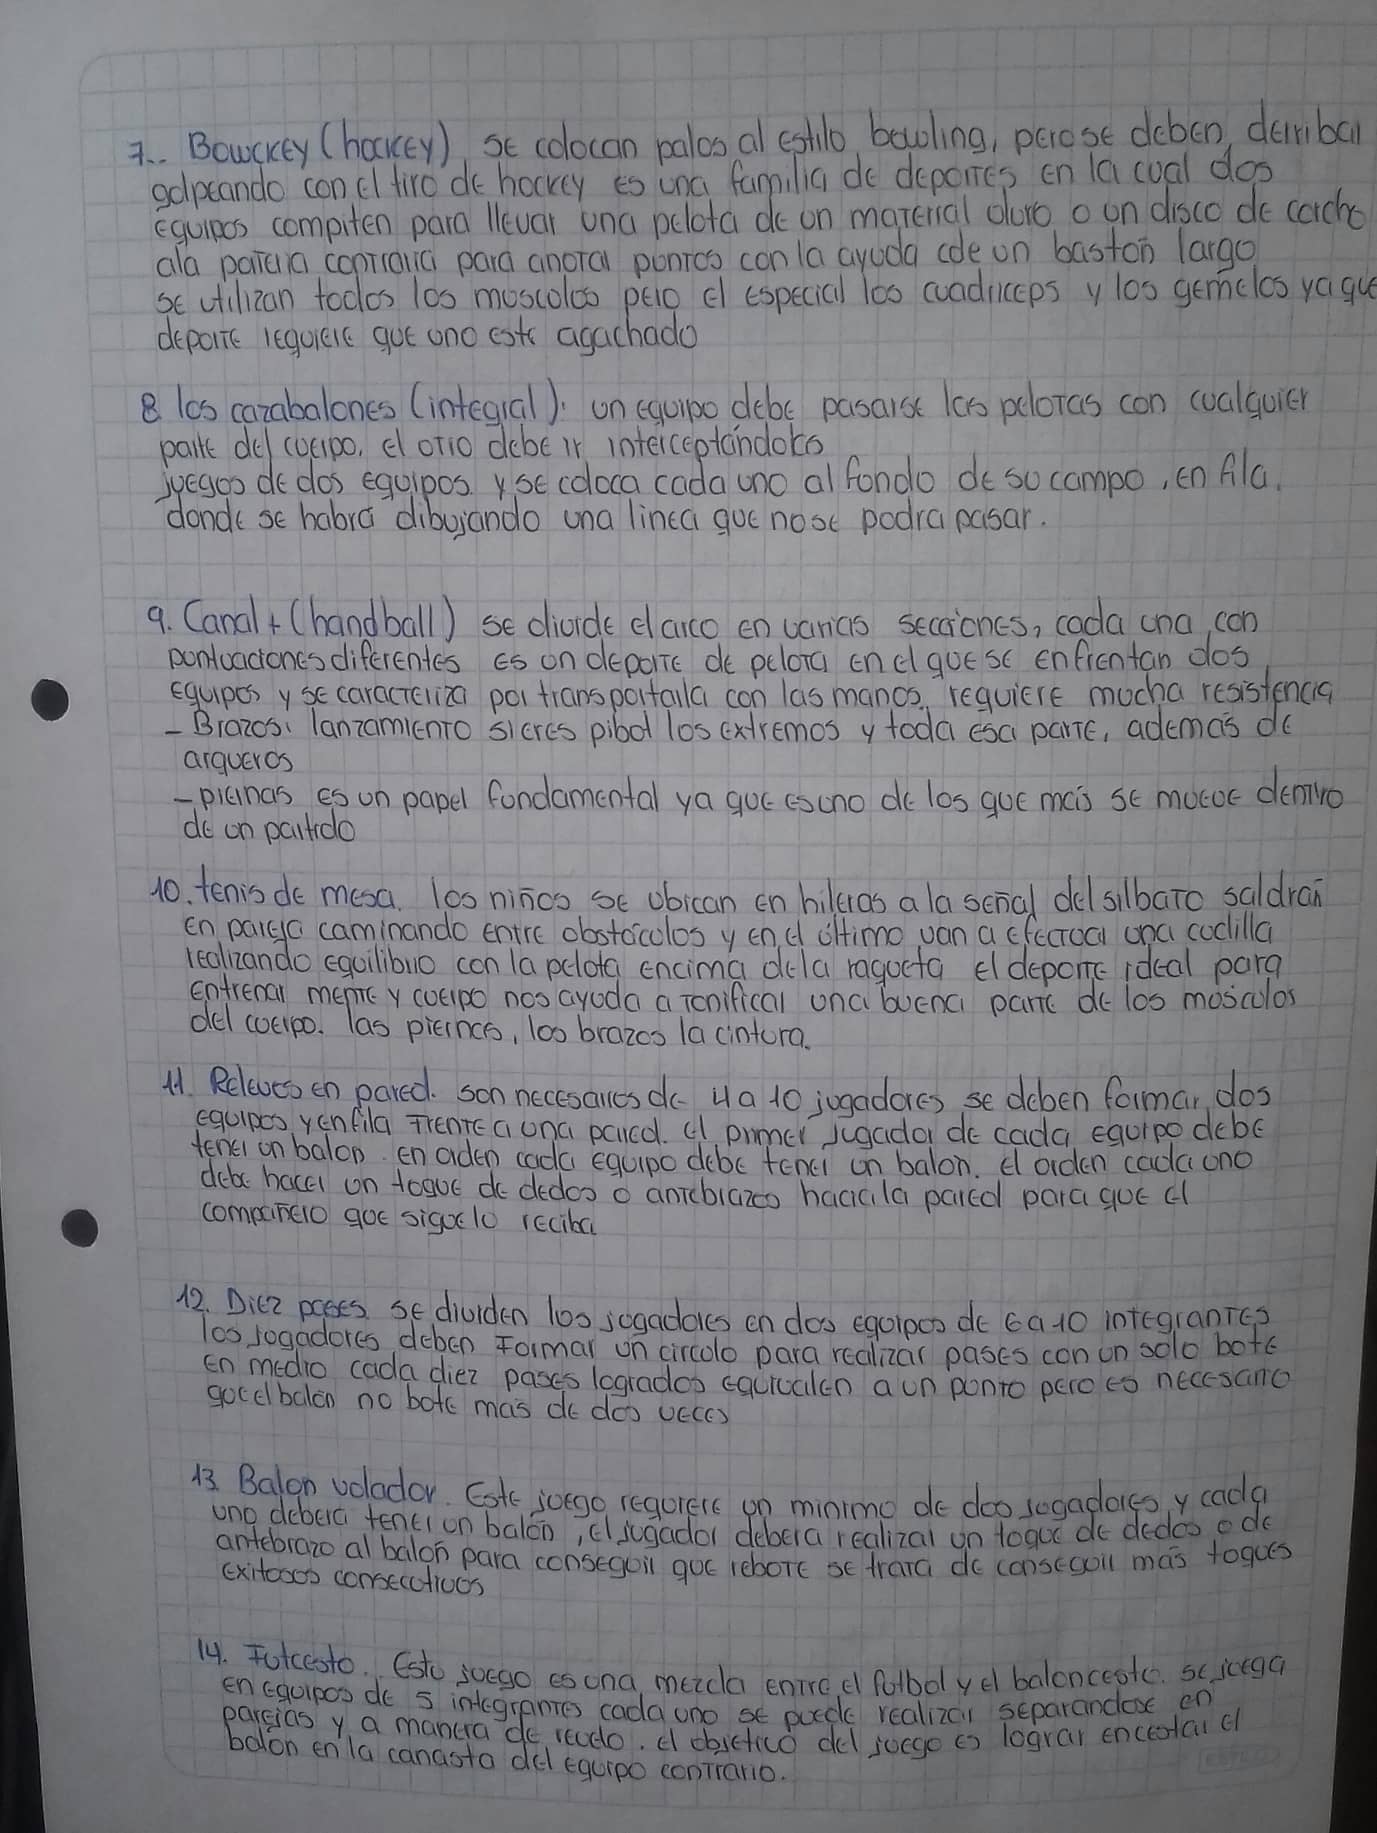 7.. Bowckey (hockey) se colocan palos al estilo bowling, pero se deben derribar
golpeando con el tiro de hockey es una familia de deportes en la cual dos
equipos compiten para llevar una pelota de un material duro o un disco de corcho
ala porteria contraria para anotar puntos con la ayuda de un baston largo
se utilizan todos los musculos pero el especial los cuadriceps y los gemelos ya que
deporte requiere que uno este agachado
8 los cazabalones (integral): un equipo debe pasarse las pelotas con cualquier
parte del cuerpo, el otro debe ir interceptándolos
juegos de dos equipos y se coloca cada uno al fondo de su campo, en fila.
donde se habrá dibujando una linea que no se podra pasar.
9. Canal + (handball) se divide el arco en varias secciones, cada una con
puntuaciones diferentes es un deporte de pelota en el que se enfrentan dos
equipos y se caracteriza por transportarla con las manos, requiere mucha resistencia
- Brazos: lanzamiento si eres pibot los extremos y toda esa parte, ademas de
arqueros
- piernas es un papel fundamental ya que es uno de los que más se mueve dentro
de un partido
10. tenis de mesa. los niños se ubican en hileras a la señal del silbato saldrán
en pareja caminando entre obstáculos y en el último van a efectuar una cuclilla
realizando equilibrio con la pelota encima de la raqueta el deporte ideal para
entrenar mente y cuerpo nos ayuda a tonificar una buena parte de los músculos
del cuerpo. las piernas, los brazos la cintura.
11. Relevos en pared. son necesarios de 4 a 10 jugadores se deben formar dos
equipos y en fila frente a una pared. el primer jugador de cada equipo debe
tener un balon. en orden cada equipo debe tener un balon. el orden cada uno
debe hacer un toque de dedos o antebrazos hacia la pared para que el
compañero que sigue lo reciba
12. Diez pases. se dividen los jogadores en dos equipos de 6 a 10 integrantes
los jogadores deben formar un circolo para realizar pases con un solo bote
en medio cada diez pases logrados equivalen a un punto pero es necesario
que el balón no bote mas de dos veces
13 Balon volador. Este juego requiere un minimo de dos jugadores y cada
uno debera tener un balón, el jugador debera realizar un toque de dedos o de
antebrazo al balon para conseguir que rebote se trata de conseguir más toques
exitosos consecutivos
14. Futcesto. Este juego es una mezcla entre el futbol y el baloncesto. se juega
en equipos de 5 integrantes cada uno se puede realizar separandose en
parejas y a manera de reudo. el objetico del juego es lograr encestar el
balon en la canasta del equipo contrario.